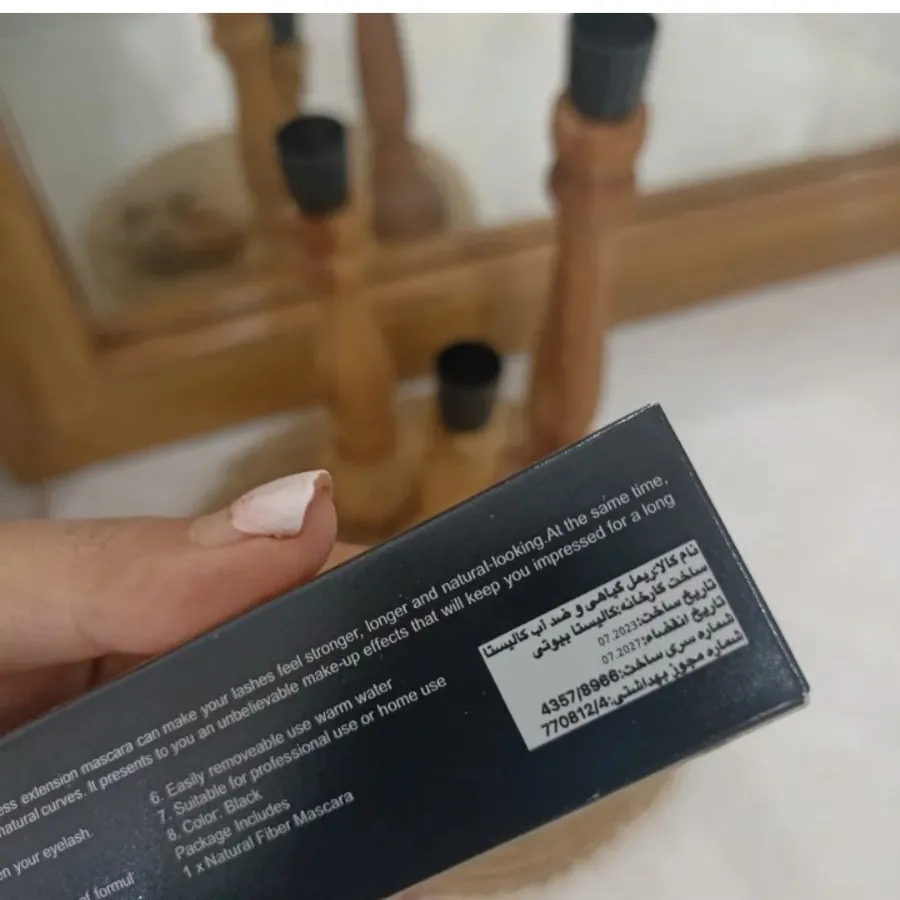 ess extension mascara can make your lashes feel stronger, longer and natural-looking.At the same time,
natural curves. It presents to you an unbelievable make-up effects that will keep you impressed for a long
en your eyelash.
of formul
6. Easily removeable use warm water
7. Suitable for professional use or home use
8. Color: Black
Package Includes
1 x Natural Fiber Mascara
نام کالا:ریمل گیاهی و ضد آب کالیستا
ساخت کارخانه:کالیستا بیوتی
تاریخ ساخت:07.2023
تاریخ انقضاء:07.2027
شماره سری ساخت:4357/8966
شماره مجوز بهداشتی:770812/4